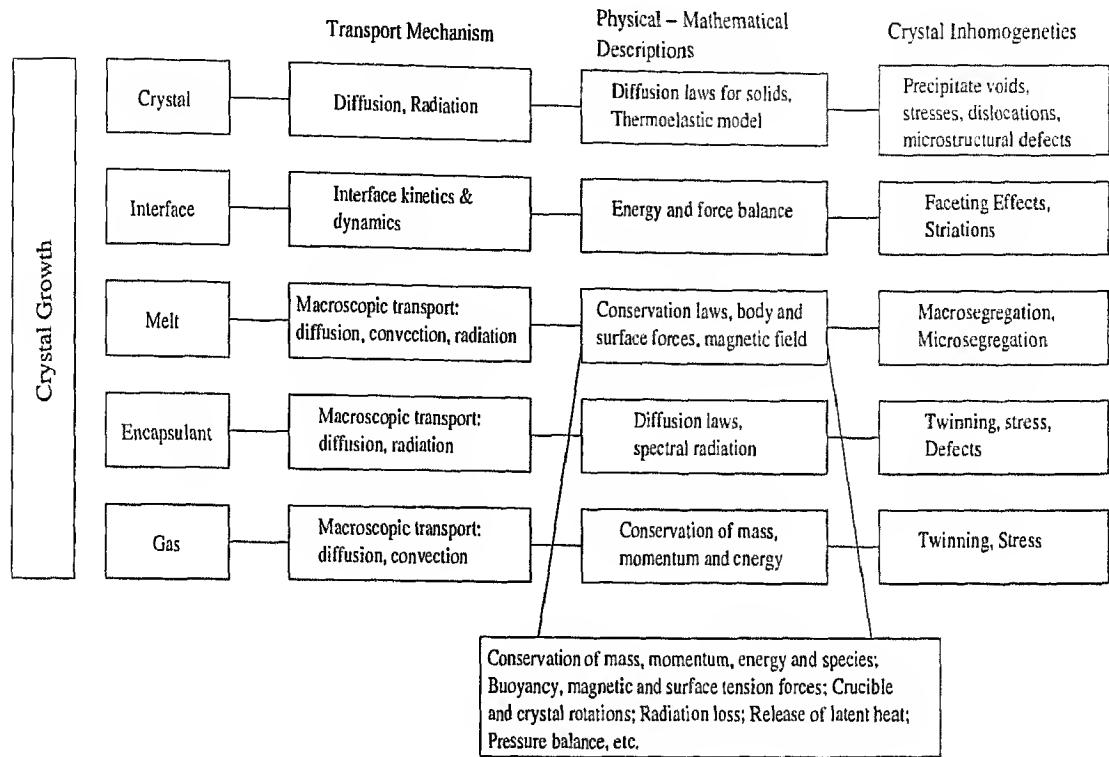 Transport Mechanism
Physical – Mathematical
Descriptions
Crystal Inhomogeneties
Crystal Growth
Crystal
Diffusion, Radiation
Diffusion laws for solids,
Thermoelastic model
Precipitate voids,
stresses, dislocations,
microstructural defects
Interface
Interface kinetics &
dynamics
Energy and force balance
Faceting Effects,
Striations
Melt
Macroscopic transport:
diffusion, convection, radiation
Conservation laws, body and
surface forces, magnetic field
Macrosegregation,
Microsegregation
Encapsulant
Macroscopic transport:
diffusion, radiation
Diffusion laws,
spectral radiation
Twinning, stress,
Defects
Gas
Macroscopic transport:
diffusion, convection
Conservation of mass,
momentum and energy
Twinning, Stress
Conservation of mass, momentum, energy and species;
Buoyancy, magnetic and surface tension forces; Crucible
and crystal rotations; Radiation loss; Release of latent heat;
Pressure balance, etc.